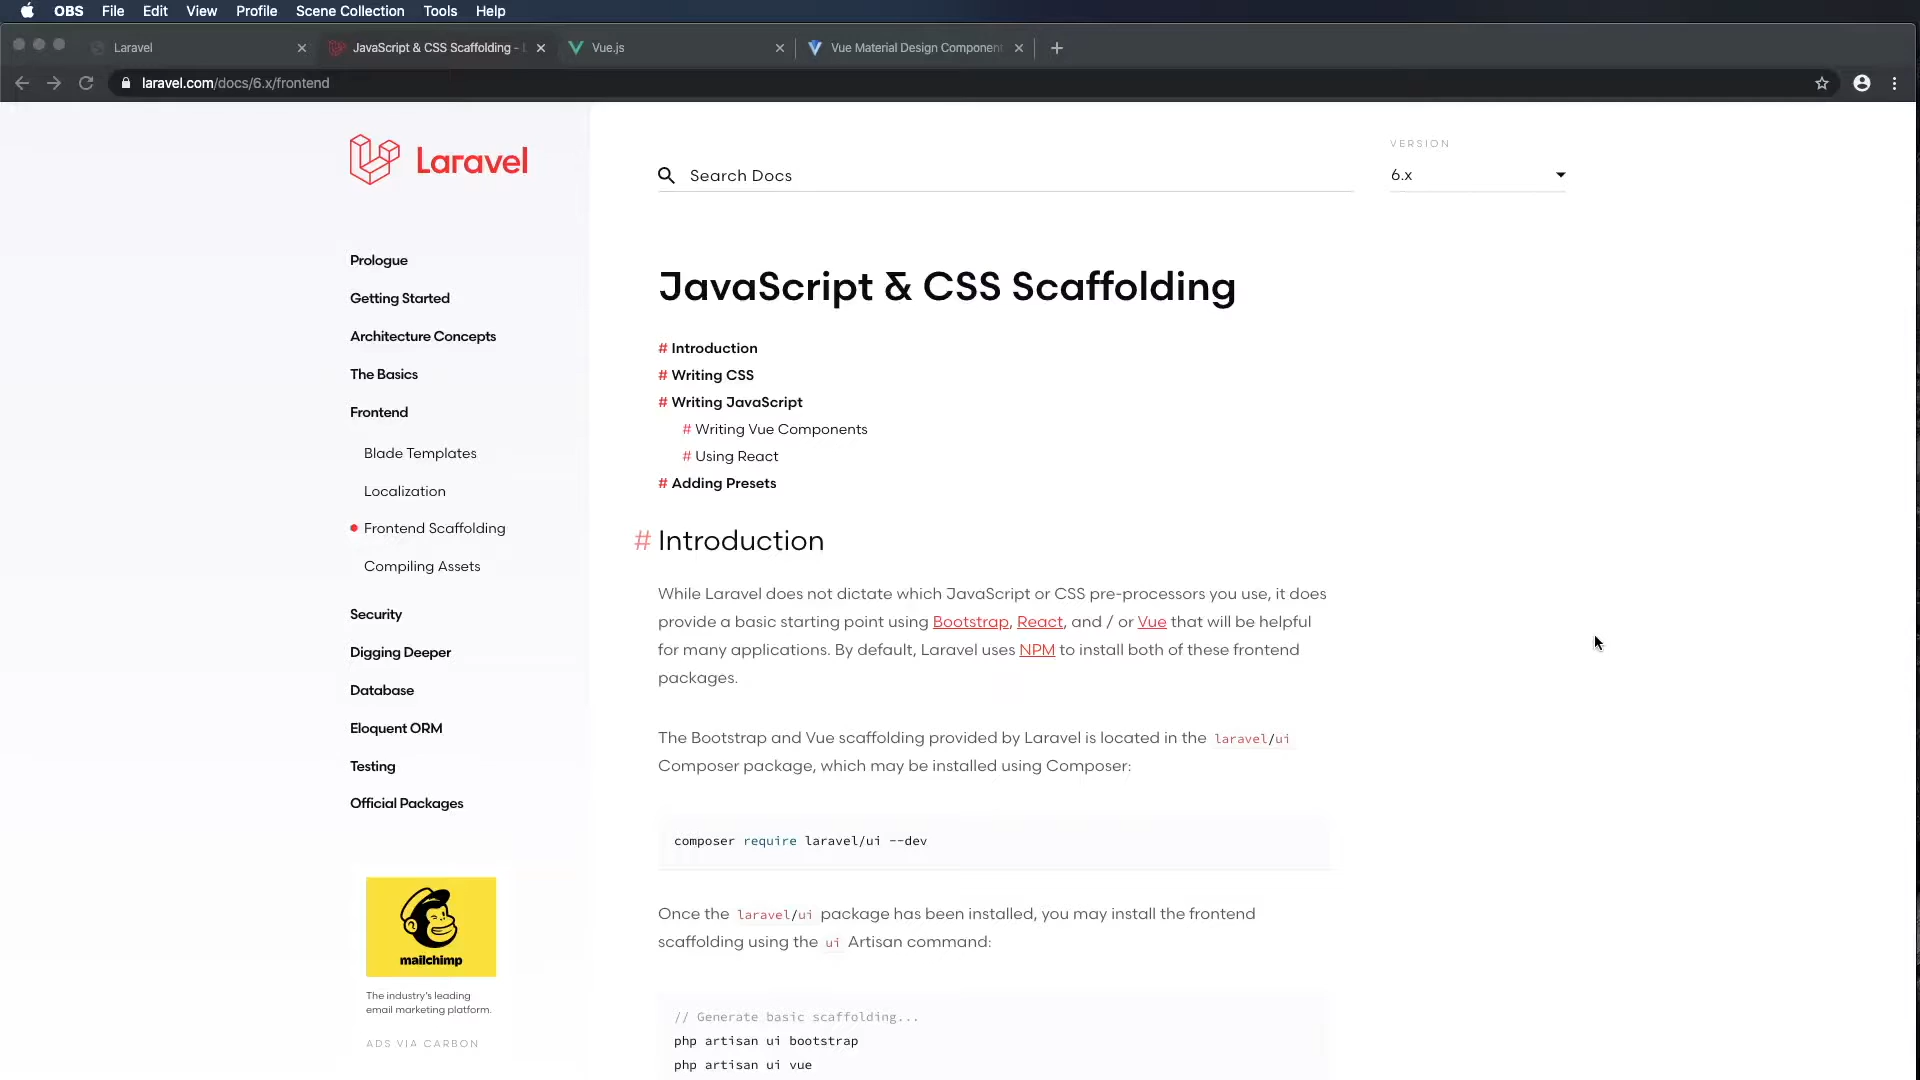 OBS File Edit View Profile Scene Collection Tools Help
Laravel
JavaScript & CSS Scaffolding -
Vue.js
Vue Material Design Component
laravel.com/docs/6.x/frontend
Laravel
Search Docs
VERSION
6.x
Prologue
Getting Started
Architecture Concepts
The Basics
Frontend
Blade Templates
Localization
Frontend Scaffolding
Compiling Assets
Security
Digging Deeper
Database
Eloquent ORM
Testing
Official Packages
mailchimp
The industry's leading
email marketing platform.
ADS VIA CARBON
JavaScript & CSS Scaffolding
# Introduction
# Writing CSS
# Writing JavaScript
# Writing Vue Components
# Using React
# Adding Presets
# Introduction
While Laravel does not dictate which JavaScript or CSS pre-processors you use, it does
provide a basic starting point using Bootstrap, React, and / or Vue that will be helpful
for many applications. By default, Laravel uses NPM to install both of these frontend
packages.
The Bootstrap and Vue scaffolding provided by Laravel is located in the laravel/ui
Composer package, which may be installed using Composer:
composer require laravel/ui --dev
Once the laravel/ui package has been installed, you may install the frontend
scaffolding using the ui Artisan command:
// Generate basic scaffolding...
php artisan ui bootstrap
php artisan ui vue